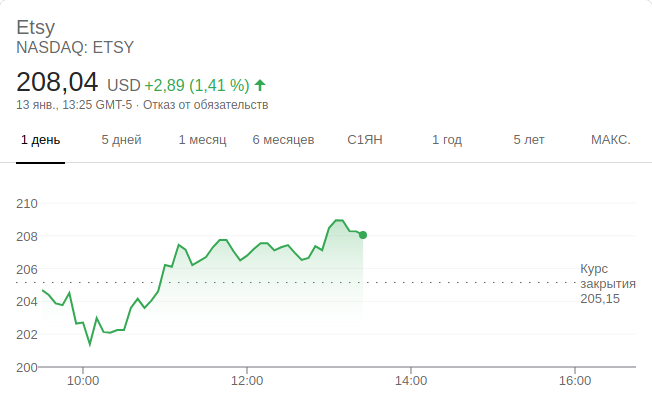 Etsy
NASDAQ: ETSY
208,04 USD +2,89 (1,41 %)
13 янв., 13:25 GMT-5 · Отказ от обязательств
1 день 5 дней 1 месяц 6 месяцев С1ЯН 1 год 5 лет МАКС.
210
208
206
204
202
200
Курс
закрытия
205,15
10:00 12:00 14:00 16:00